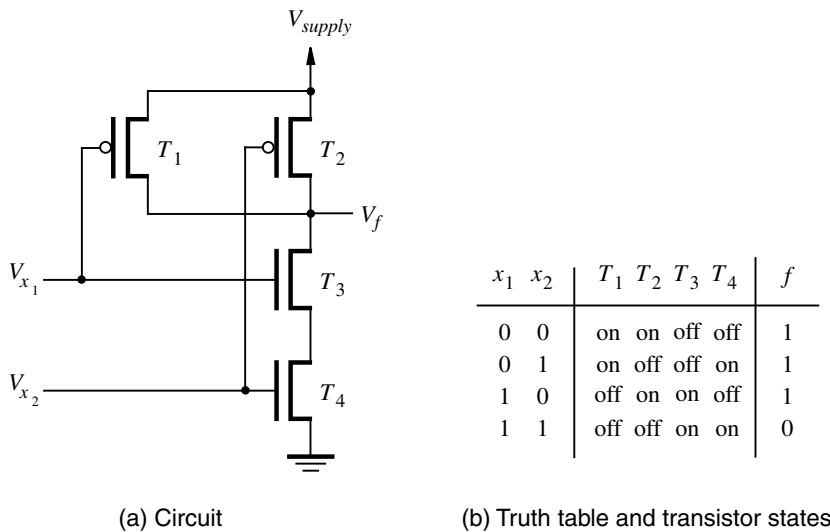 V_supply
T_1
T_2
V_f
V_x_1
T_3
V_x_2
T_4
x_1 x_2 T_1 T_2 T_3 T_4 f
0 0 on on off off 1
0 1 on off off on 1
1 0 off on on off 1
1 1 off off on on 0
(a) Circuit
(b) Truth table and transistor states